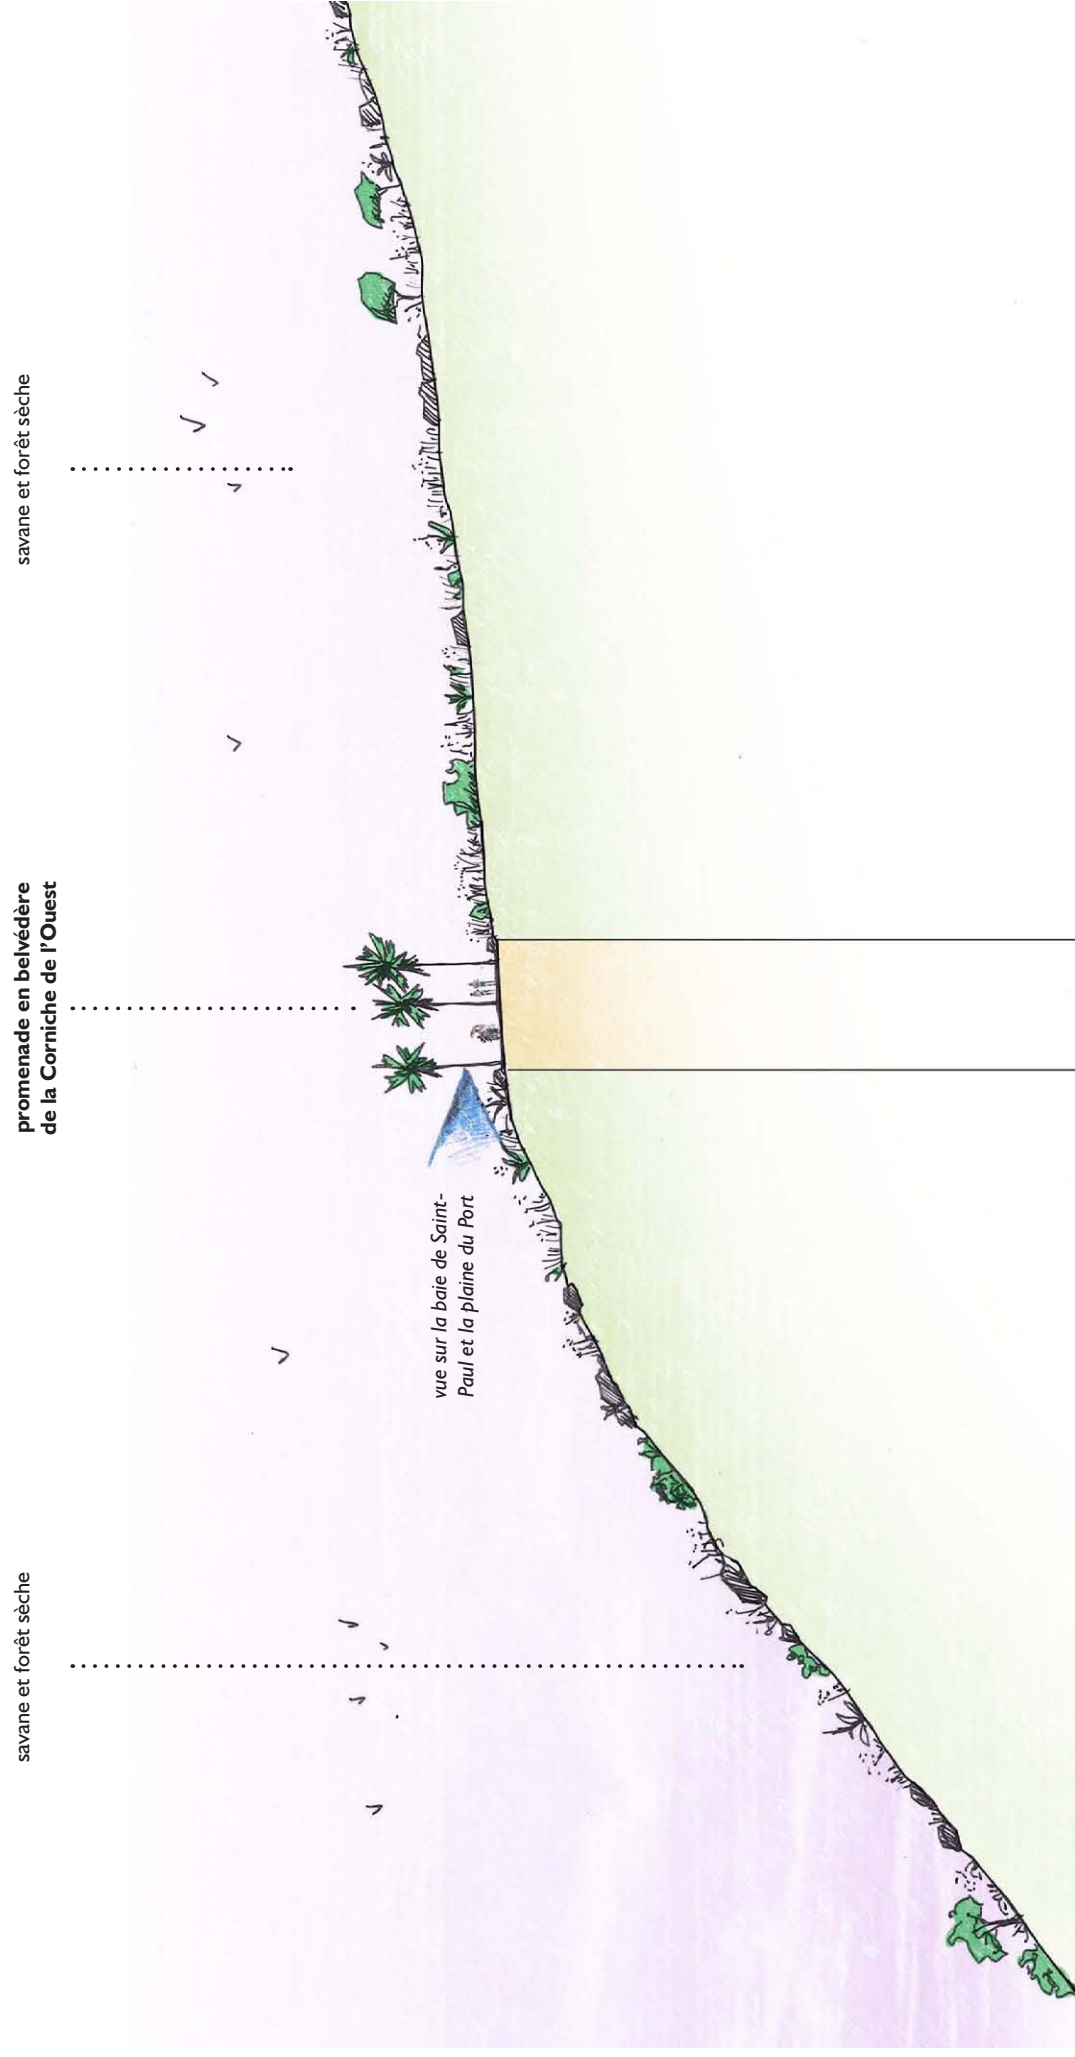 savane et forêt sèche
promenade en belvédère
de la Corniche de l'Ouest
vue sur la baie de Saint-
Paul et la plaine du Port
savane et forêt sèche